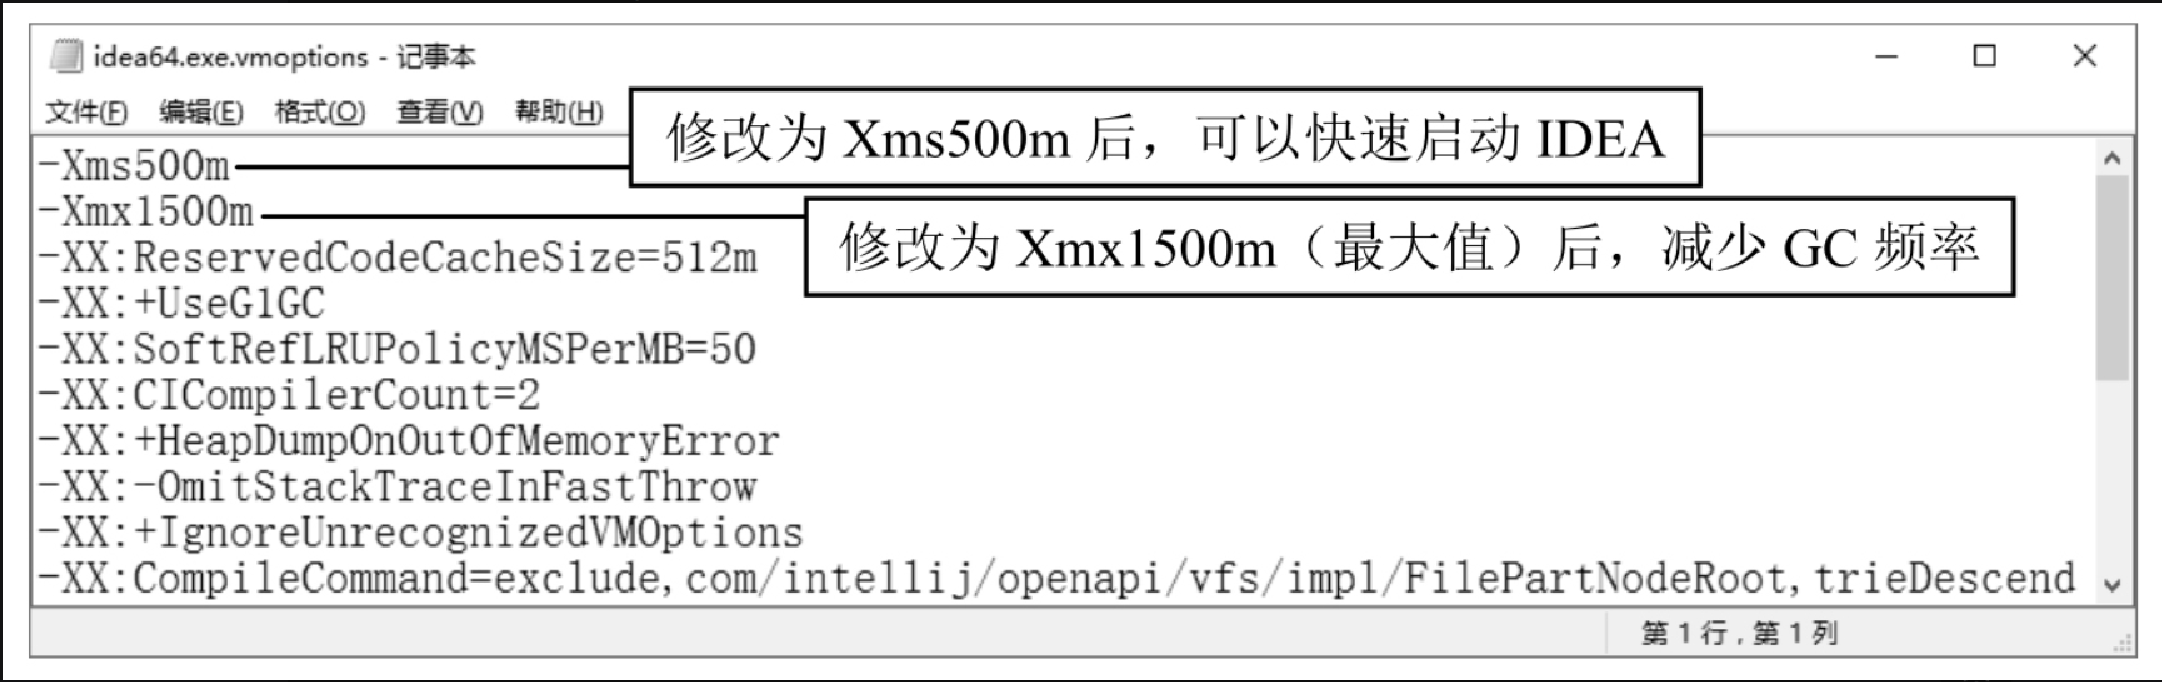 idea64.exe.vmoptions - 记事本
文件(F) 编辑(E) 格式(O) 查看(V) 帮助(H)
修改为 Xms500m 后，可以快速启动 IDEA
-Xms500m
-Xmx1500m
修改为 Xmx1500m（最大值）后，减少 GC 频率
-XX:ReservedCodeCacheSize=512m
-XX:+UseG1GC
-XX:SoftRefLRUPolicyMSPerMB=50
-XX:CICompilerCount=2
-XX:+HeapDumpOnOutOfMemoryError
-XX:-OmitStackTraceInFastThrow
-XX:+IgnoreUnrecognizedVMOptions
-XX:CompileCommand=exclude,com/intellij/openapi/vfs/impl/FilePartNodeRoot,trieDescend
第 1 行，第 1 列